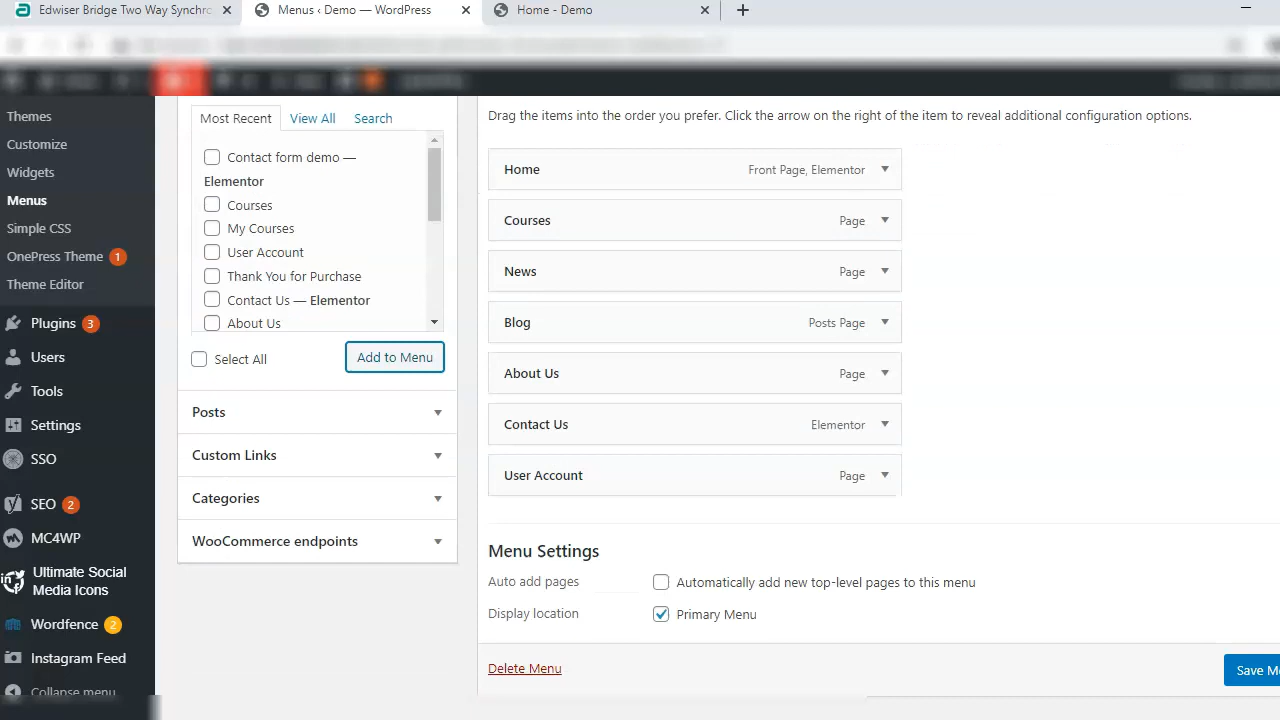 Edwiser Bridge Two Way Synchro
Menus ‹ Demo — WordPress
Home - Demo
Themes
Customize
Widgets
Menus
Simple CSS
OnePress Theme 1
Theme Editor
Plugins 3
Users
Tools
Settings
SSO
SEO 2
MC4WP
Ultimate Social
Media Icons
Wordfence 2
Instagram Feed
Collapse menu
Most Recent View All Search
Contact form demo —
Elementor
Courses
My Courses
User Account
Thank You for Purchase
Contact Us — Elementor
About Us
Select All Add to Menu
Posts
Custom Links
Categories
WooCommerce endpoints
Drag the items into the order you prefer. Click the arrow on the right of the item to reveal additional configuration options.
Home Front Page, Elementor
Courses Page
News Page
Blog Posts Page
About Us Page
Contact Us Elementor
User Account Page
Menu Settings
Auto add pages Automatically add new top-level pages to this menu
Display location Primary Menu
Delete Menu Save Me